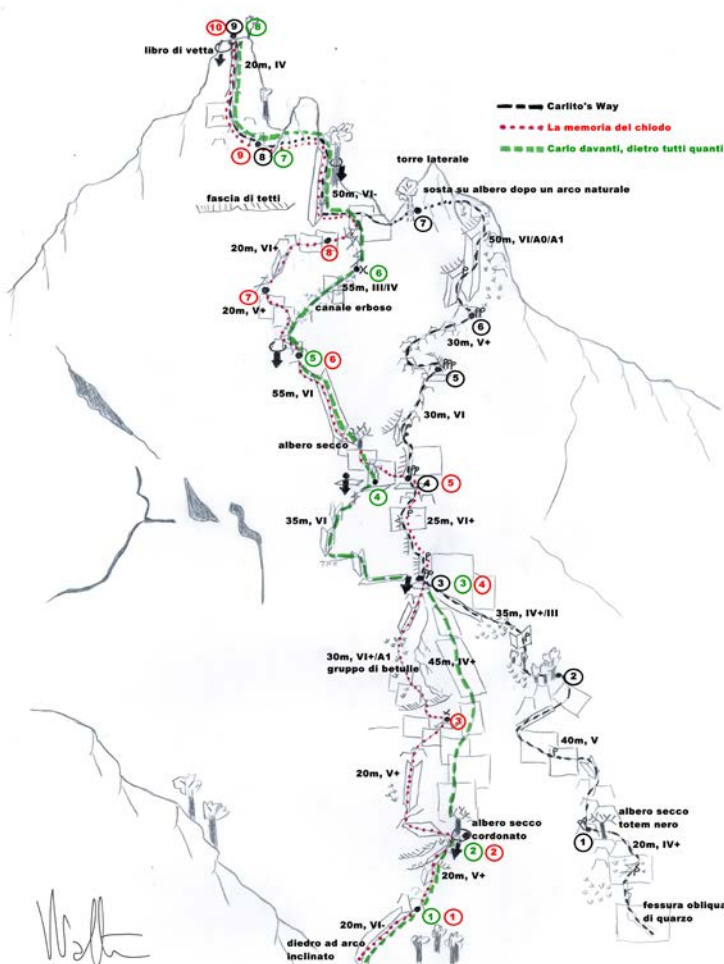 10 9 8
libro di vetta
20m, IV
Carlito's Way
La memoria del chiodo
Carlo davanti, dietro tutti quanti
9 8 7
torre laterale
sosta su albero dopo un arco naturale
fascia di tetti
50m, VI-
7
20m, VI+
8
50m, VI/A0/A1
6
55m, III/IV
7
20m, V+
canale erboso
6
30m, V+
5 6
5
55m, VI
30m, VI
albero secco
4
4 5
35m, VI
25m, VI+
3 3 4
35m, IV+/III
30m, VI+/A1
gruppo di betulle
45m, IV+
2
3
40m, V
20m, V+
albero secco
cordonato
albero secco
totem nero
1
2 2
20m, IV+
20m, V+
fessura obliqua
di quarzo
1 1
20m, VI-
diedro ad arco
inclinato